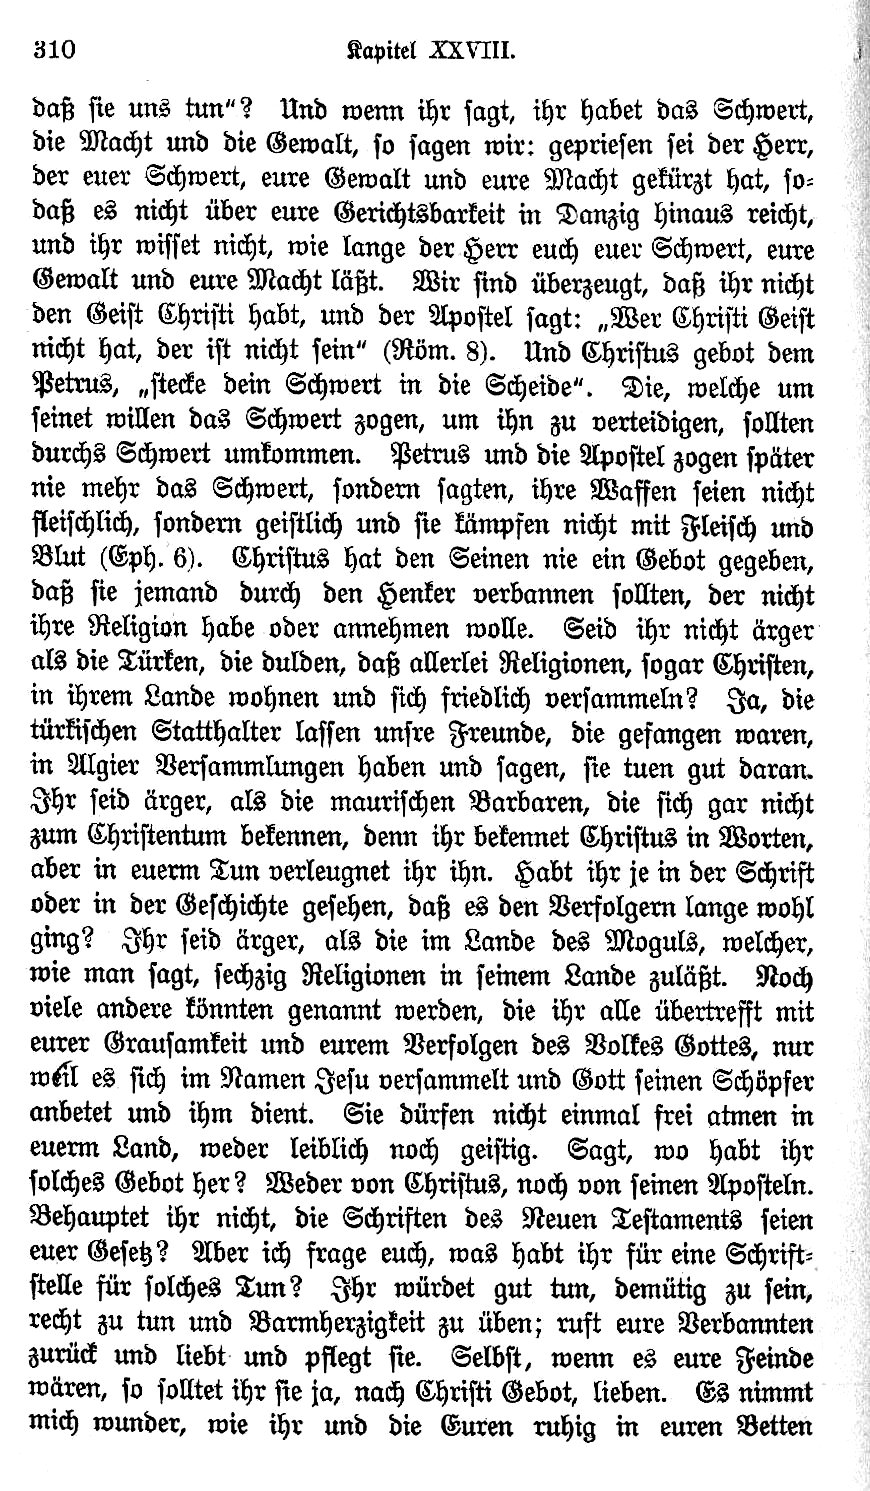 310 Kapitel XXVIII.
daß sie uns tun“? Und wenn ihr sagt, ihr habet das Schwert,
die Macht und die Gewalt, so sagen wir: gepriesen sei der Herr,
der euer Schwert, eure Gewalt und eure Macht gekürzt hat, so-
daß es nicht über eure Gerichtsbarkeit in Danzig hinaus reicht,
und ihr wisset nicht, wie lange der Herr euch euer Schwert, eure
Gewalt und eure Macht läßt. Wir sind überzeugt, daß ihr nicht
den Geist Christi habt, und der Apostel sagt: „Wer Christi Geist
nicht hat, der ist nicht sein“ (Röm. 8). Und Christus gebot dem
Petrus, „stecke dein Schwert in die Scheide“. Die, welche um
seinet willen das Schwert zogen, um ihn zu verteidigen, sollten
durchs Schwert umkommen. Petrus und die Apostel zogen später
nie mehr das Schwert, sondern sagten, ihre Waffen seien nicht
fleischlich, sondern geistlich und sie kämpfen nicht mit Fleisch und
Blut (Eph. 6). Christus hat den Seinen nie ein Gebot gegeben,
daß sie jemand durch den Henker verbannen sollten, der nicht
ihre Religion habe oder annehmen wolle. Seid ihr nicht ärger
als die Türken, die dulden, daß allerlei Religionen, sogar Christen,
in ihrem Lande wohnen und sich friedlich versammeln? Ja, die
türkischen Statthalter lassen unsre Freunde, die gefangen waren,
in Algier Versammlungen haben und sagen, sie tuen gut daran.
Ihr seid ärger, als die maurischen Barbaren, die sich gar nicht
zum Christentum bekennen, denn ihr bekennet Christus in Worten,
aber in euerm Tun verleugnet ihr ihn. Habt ihr je in der Schrift
oder in der Geschichte gesehen, daß es den Verfolgern lange wohl
ging? Ihr seid ärger, als die im Lande des Moguls, welcher,
wie man sagt, sechzig Religionen in seinem Lande zuläßt. Noch
viele andere könnten genannt werden, die ihr alle übertrefft mit
eurer Grausamkeit und eurem Verfolgen des Volkes Gottes, nur
weil es sich im Namen Jesu versammelt und Gott seinen Schöpfer
anbetet und ihm dient. Sie dürfen nicht einmal frei atmen in
euerm Land, weder leiblich noch geistig. Sagt, wo habt ihr
solches Gebot her? Weder von Christus, noch von seinen Aposteln.
Behauptet ihr nicht, die Schriften des Neuen Testaments seien
euer Gesetz? Aber ich frage euch, was habt ihr für eine Schrift-
stelle für solches Tun? Ihr würdet gut tun, demütig zu sein,
recht zu tun und Barmherzigkeit zu üben; ruft eure Verbannten
zurück und liebt und pflegt sie. Selbst, wenn es eure Feinde
wären, so solltet ihr sie ja, nach Christi Gebot, lieben. Es nimmt
mich wunder, wie ihr und die Euren ruhig in euren Betten